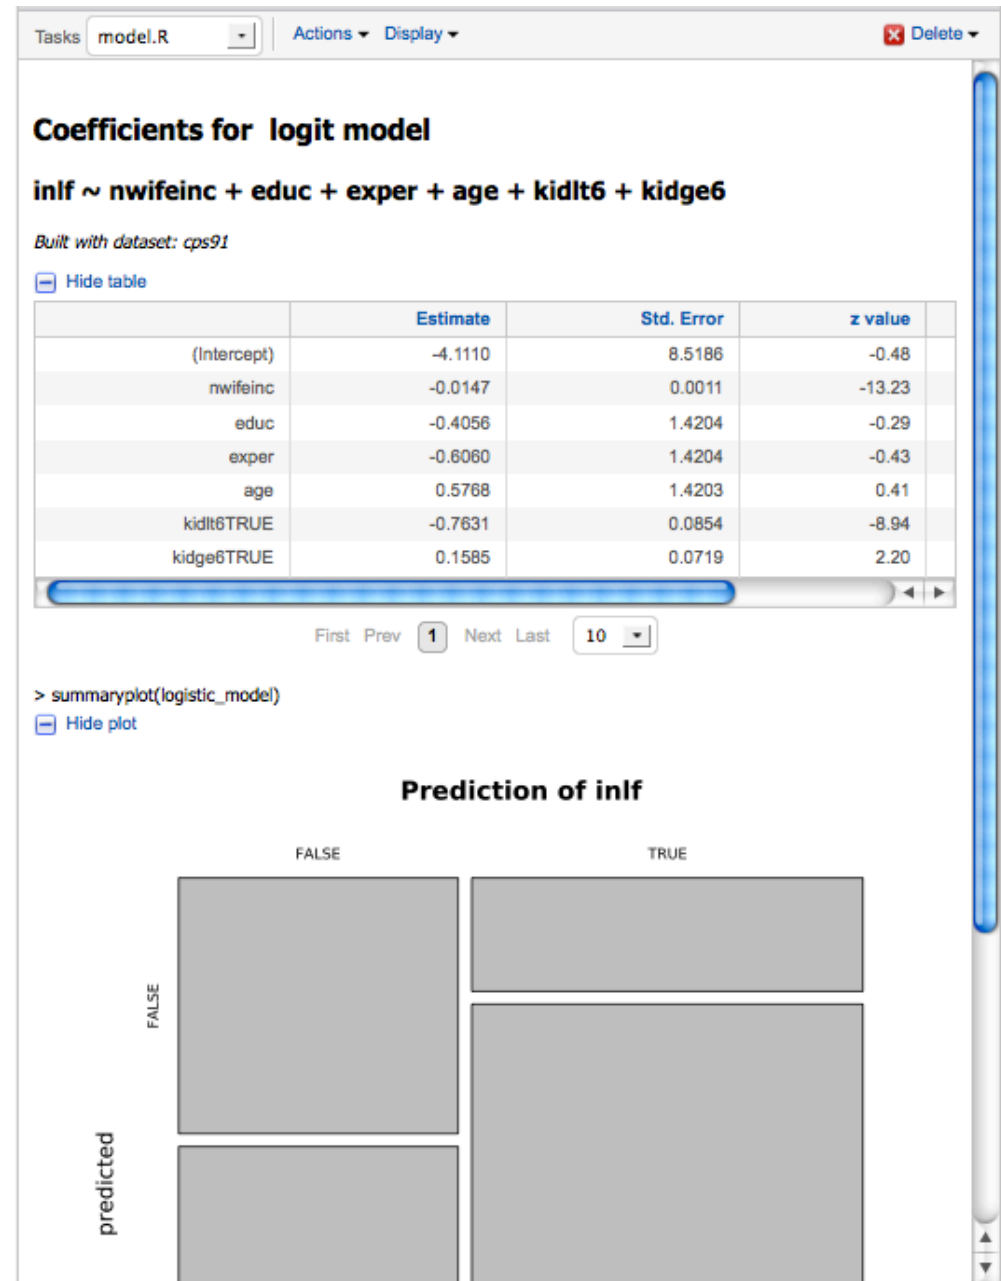 Tasks model.R Actions Display Delete
Coefficients for logit model
inlf ~ nwifeinc + educ + exper + age + kidlt6 + kidge6
Built with dataset: cps91
Hide table
Estimate Std. Error z value
(Intercept) -4.1110 8.5186 -0.48
nwifeinc -0.0147 0.0011 -13.23
educ -0.4056 1.4204 -0.29
exper -0.6060 1.4204 -0.43
age 0.5768 1.4203 0.41
kidlt6TRUE -0.7631 0.0854 -8.94
kidge6TRUE 0.1585 0.0719 2.20
First Prev 1 Next Last 10
> summaryplot(logistic_model)
Hide plot
Prediction of inlf
FALSE TRUE
FALSE
predicted